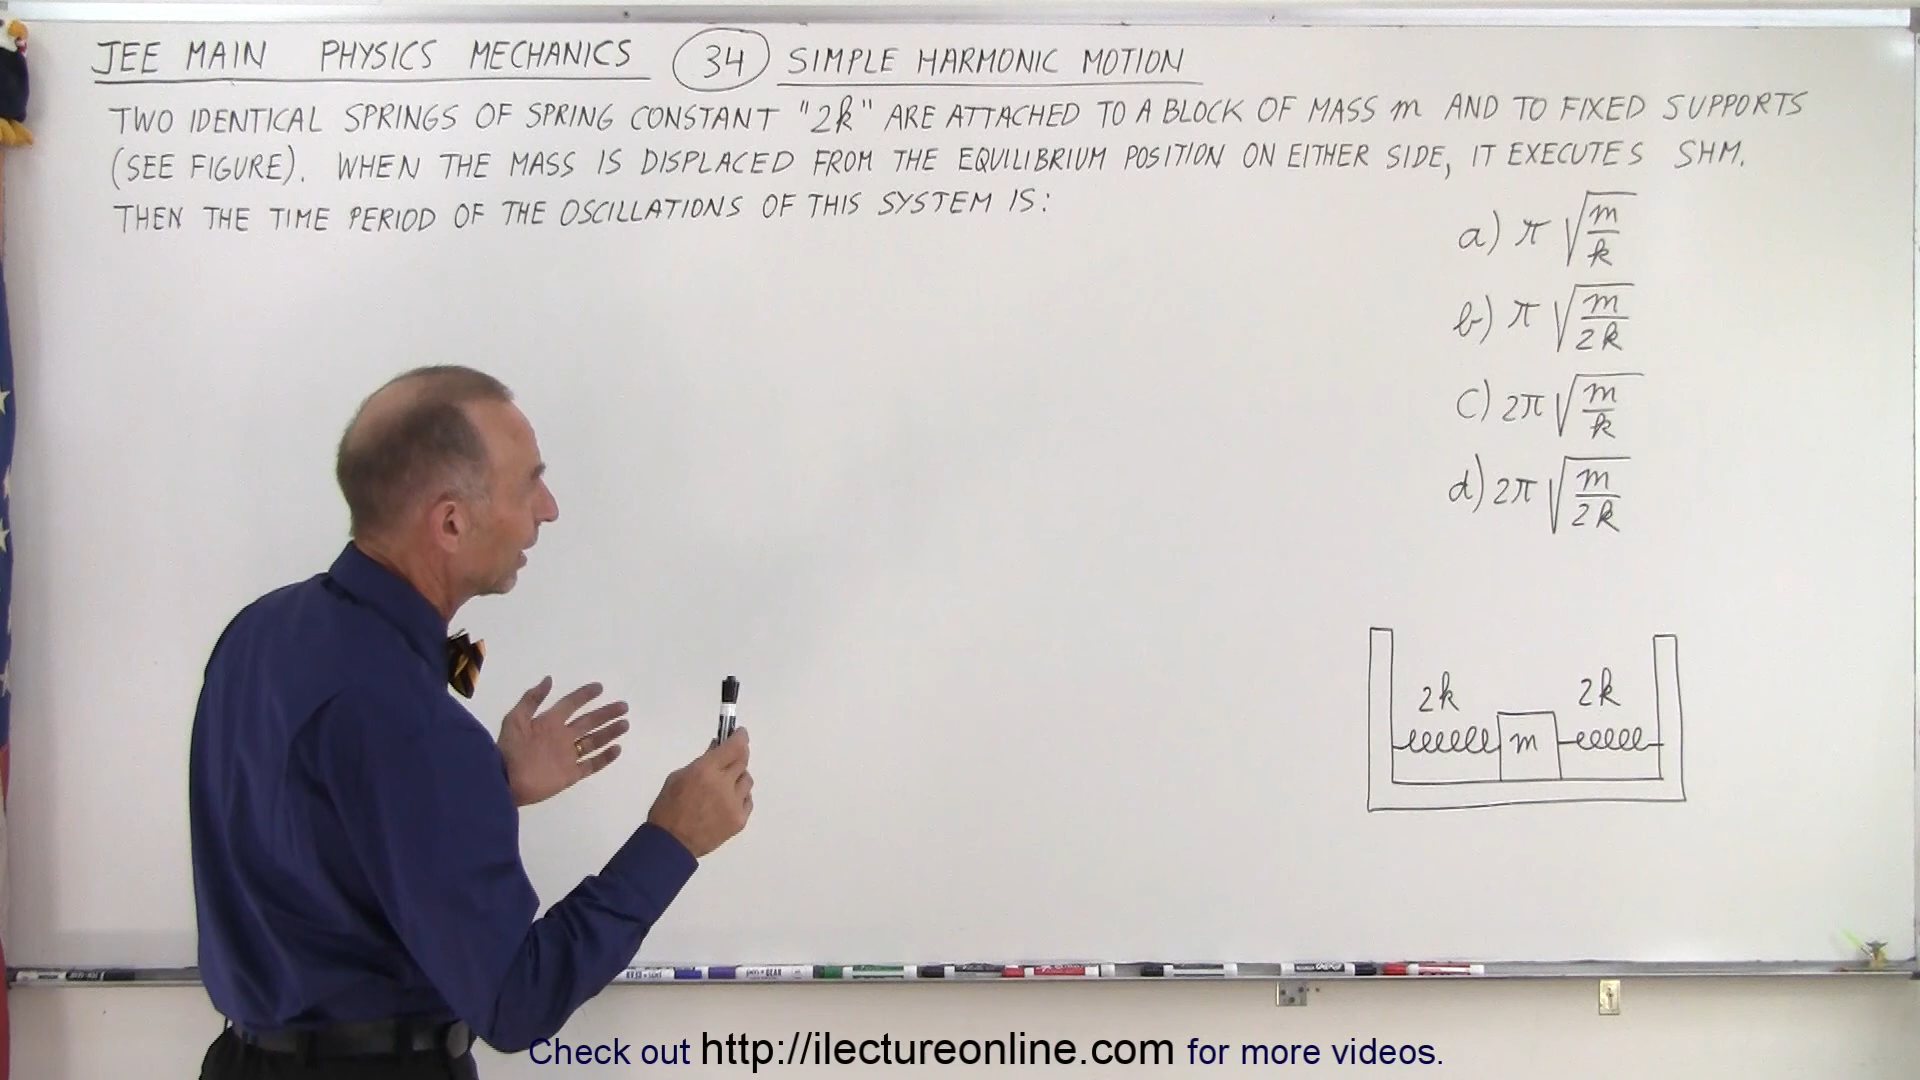 JEE MAIN PHYSICS MECHANICS 34 SIMPLE HARMONIC MOTION
TWO IDENTICAL SPRINGS OF SPRING CONSTANT "2k" ARE ATTACHED TO A BLOCK OF MASS m AND TO FIXED SUPPORTS
(SEE FIGURE). WHEN THE MASS IS DISPLACED FROM THE EQUILIBRIUM POSITION ON EITHER SIDE, IT EXECUTES SHM.
THEN THE TIME PERIOD OF THE OSCILLATIONS OF THIS SYSTEM IS:
a) π √(m/k)
b) π √(m/2k)
c) 2π √(m/k)
d) 2π √(m/2k)
2k 2k
m
Check out http://ilectureonline.com for more videos.